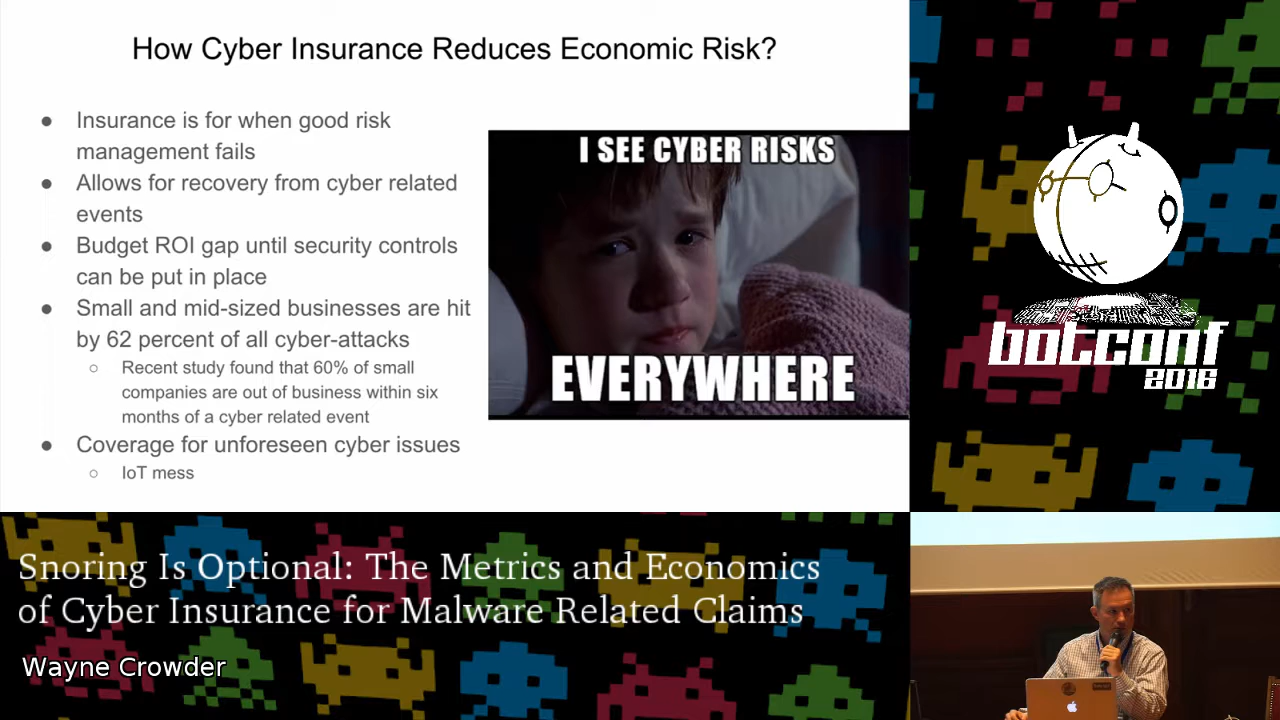 How Cyber Insurance Reduces Economic Risk?
● Insurance is for when good risk
management fails
● Allows for recovery from cyber related
events
● Budget ROI gap until security controls
can be put in place
● Small and mid-sized businesses are hit
by 62 percent of all cyber-attacks
○ Recent study found that 60% of small
companies are out of business within six
months of a cyber related event
● Coverage for unforeseen cyber issues
○ IoT mess
I SEE CYBER RISKS
EVERYWHERE
botconf
2016
Snoring Is Optional: The Metrics and Economics
of Cyber Insurance for Malware Related Claims
Wayne Crowder